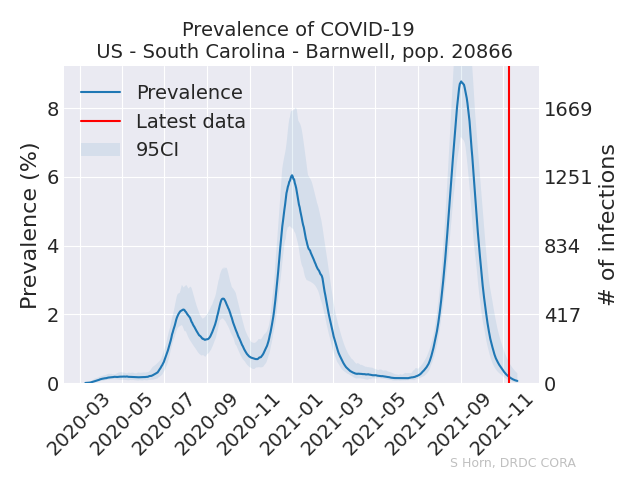 Prevalence of COVID-19
US - South Carolina - Barnwell, pop. 20866
Prevalence
Latest data
95CI
Prevalence (%)
8
6
4
2
0
1669
1251
834
417
0
# of infections
2020-03
2020-05
2020-07
2020-09
2020-11
2021-01
2021-03
2021-05
2021-07
2021-09
2021-11
S Horn, DRDC CORA